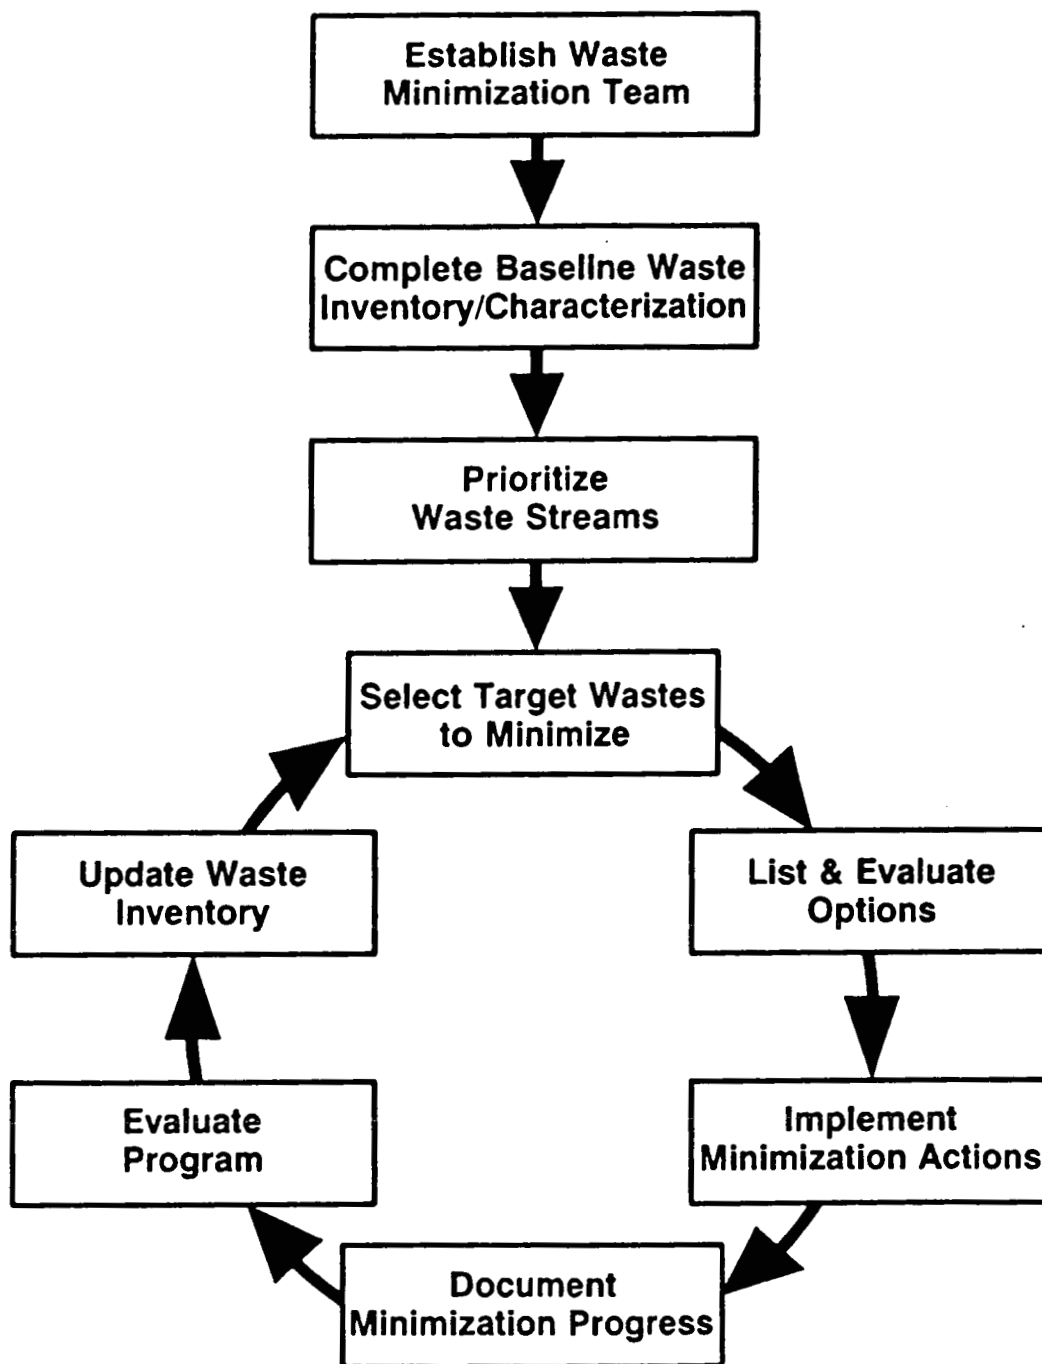 Establish Waste
Minimization Team
Complete Baseline Waste
Inventory/Characterization
Prioritize
Waste Streams
Select Target Wastes
to Minimize
List & Evaluate
Options
Implement
Minimization Actions
Document
Minimization Progress
Evaluate
Program
Update Waste
Inventory